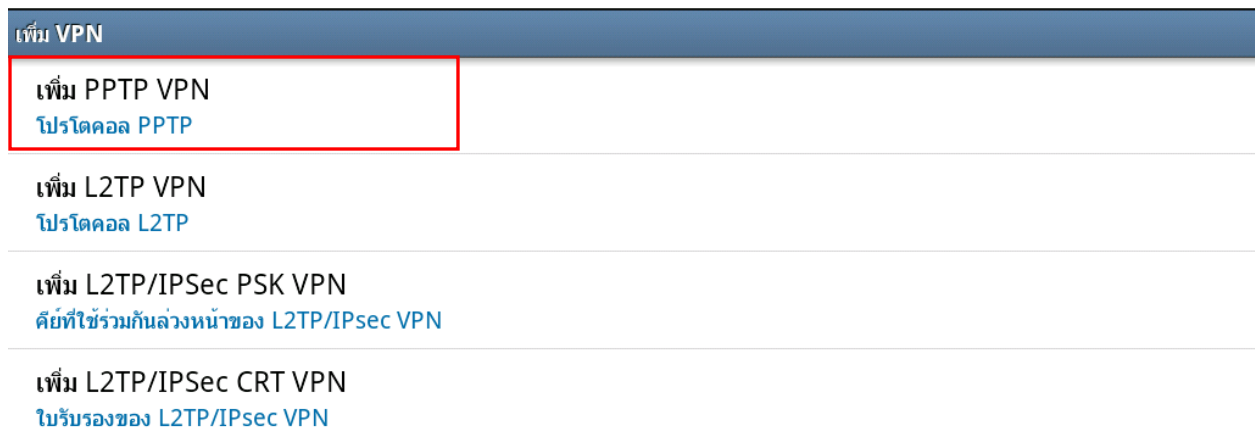 เพิ่ม VPN
เพิ่ม PPTP VPN
โปรโตคอล PPTP
เพิ่ม L2TP VPN
โปรโตคอล L2TP
เพิ่ม L2TP/IPSec PSK VPN
คีย์ที่ใช้ร่วมกันล่วงหน้าของ L2TP/IPsec VPN
เพิ่ม L2TP/IPSec CRT VPN
ใบรับรองของ L2TP/IPsec VPN